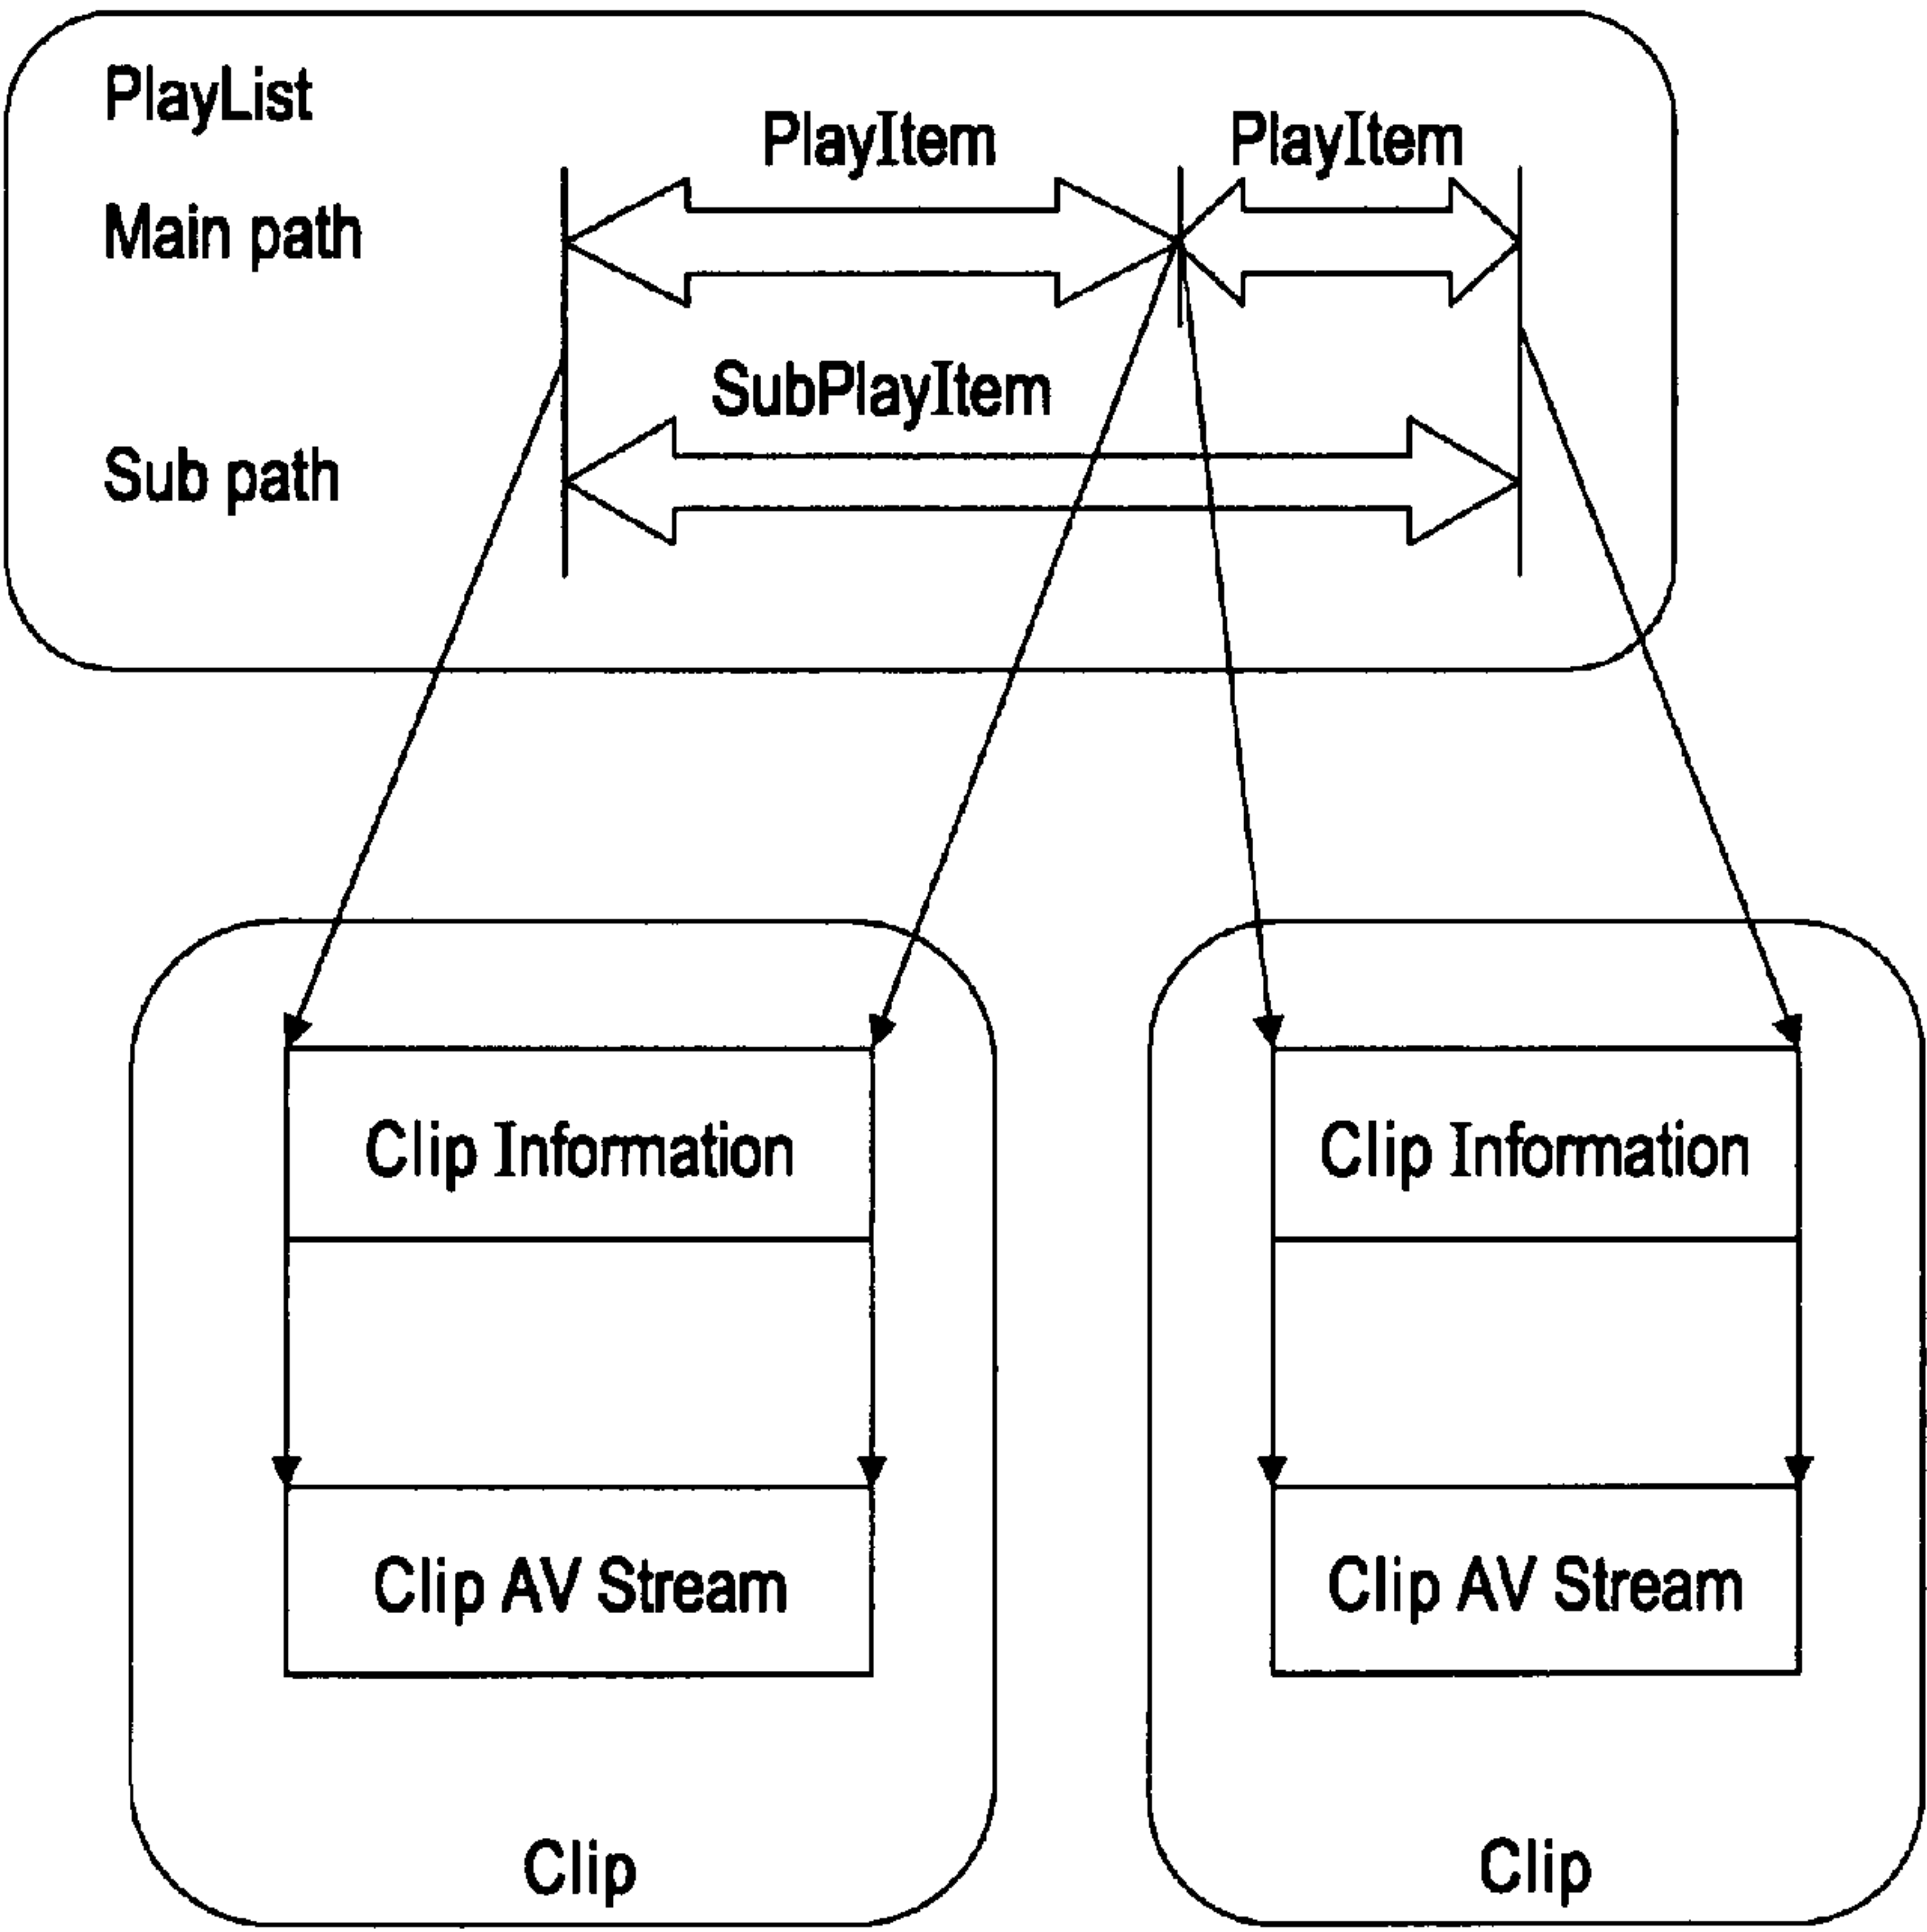 PlayList
PlayItem
PlayItem
Main path
SubPlayItem
Sub path
Clip Information
Clip Information
Clip AV Stream
Clip AV Stream
Clip
Clip